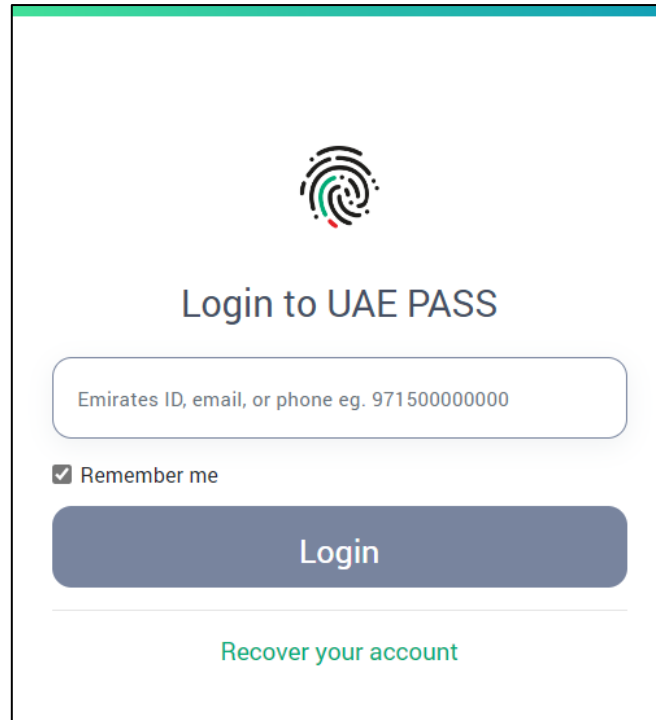 Login to UAE PASS
Emirates ID, email, or phone eg. 971500000000
Remember me
Login
Recover your account